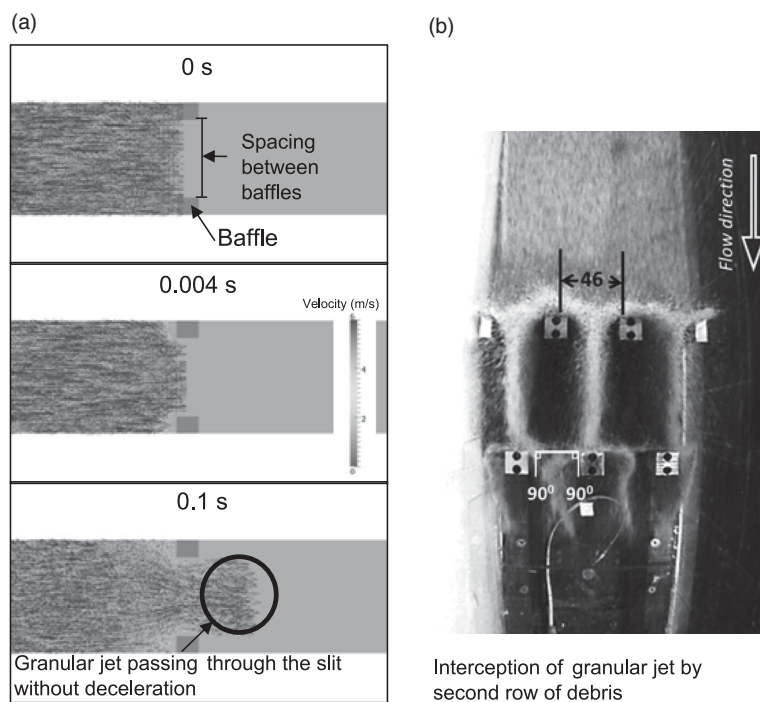 (a)
0 s
Spacing
between
baffles
Baffle
0.004 s
Velocity (m/s)
4
2
0
0.1 s
Granular jet passing through the slit
without deceleration
(b)
Flow direction
46
90⁰ 90⁰
Interception of granular jet by
second row of debris